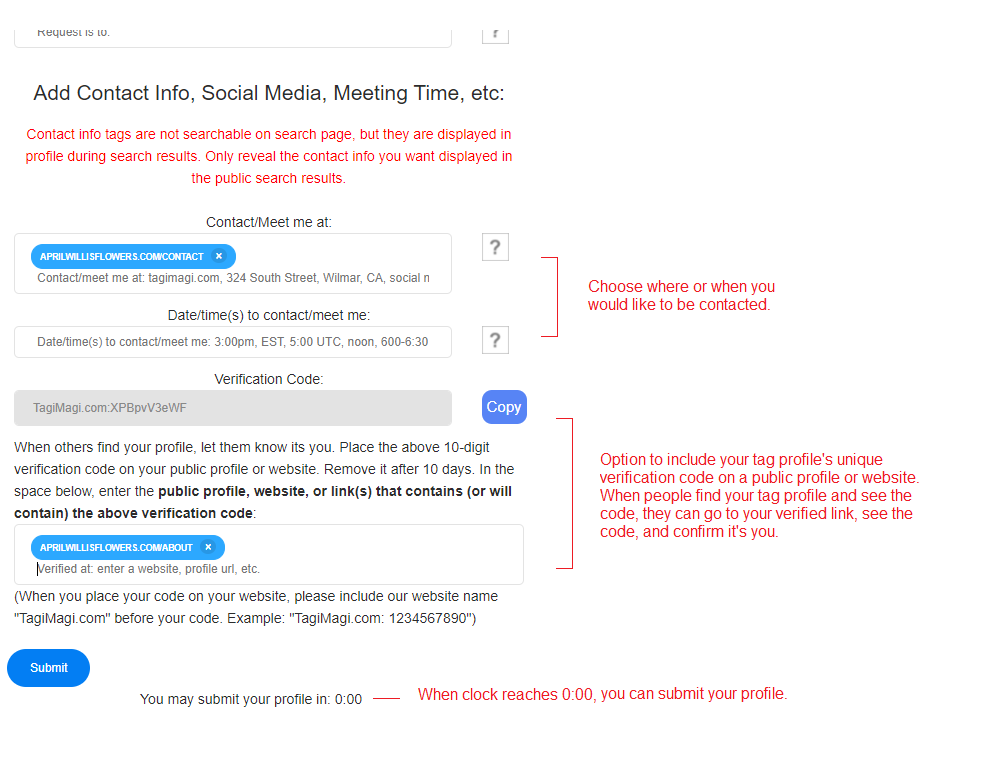 Request is to:
?
Add Contact Info, Social Media, Meeting Time, etc:
Contact info tags are not searchable on search page, but they are displayed in
profile during search results. Only reveal the contact info you want displayed in
the public search results.
Contact/Meet me at:
APRILWILLISFLOWERS.COM/CONTACT ×
Contact/meet me at: tagimagi.com, 324 South Street, Wilmar, CA, social n
?
Choose where or when you
would like to be contacted.
Date/time(s) to contact/meet me:
Date/time(s) to contact/meet me: 3:00pm, EST, 5:00 UTC, noon, 600-6:30
?
Verification Code:
TagiMagi.com:XPBpvV3eWF
Copy
When others find your profile, let them know its you. Place the above 10-digit
verification code on your public profile or website. Remove it after 10 days. In the
space below, enter the public profile, website, or link(s) that contains (or will
contain) the above verification code:
Option to include your tag profile's unique
verification code on a public profile or website.
When people find your tag profile and see the
code, they can go to your verified link, see the
code, and confirm it's you.
APRILWILLISFLOWERS.COM/ABOUT ×
Verified at: enter a website, profile url, etc.
(When you place your code on your website, please include our website name
"TagiMagi.com" before your code. Example: "TagiMagi.com: 1234567890")
Submit
You may submit your profile in: 0:00
When clock reaches 0:00, you can submit your profile.